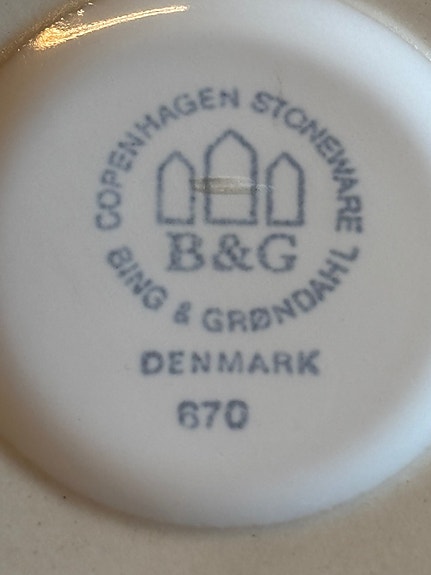 COPENHAGEN STONEWARE
B&G
BING & GRØNDAHL
DENMARK
670